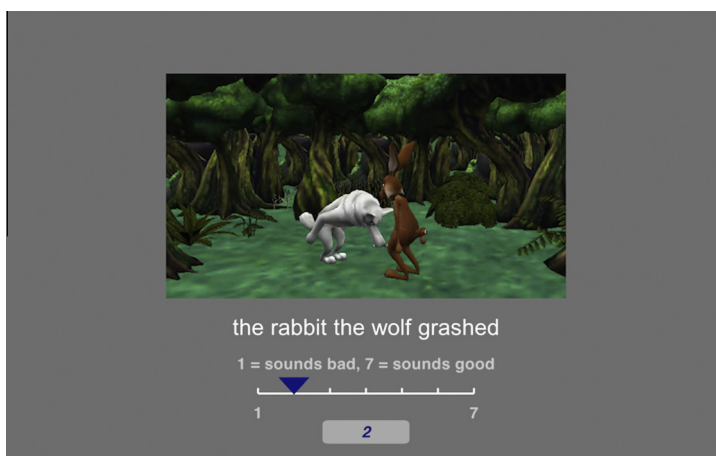 the rabbit the wolf grashed
1 = sounds bad, 7 = sounds good
1 7
2